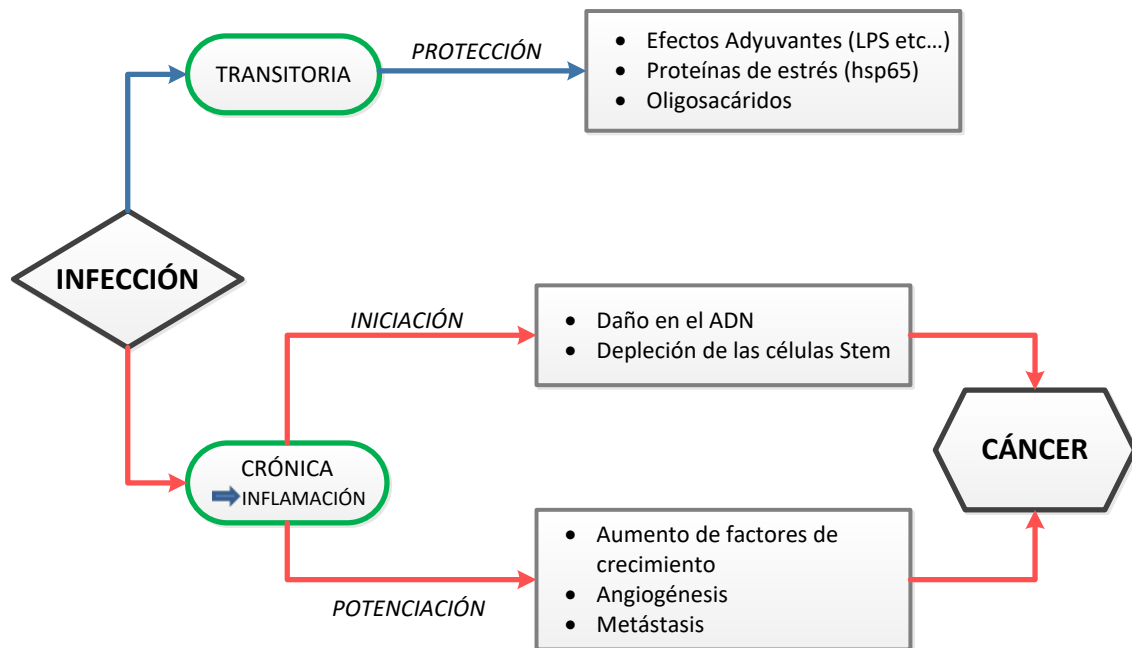 PROTECCIÓN
TRANSITORIA
• Efectos Adyuvantes (LPS etc…)
• Proteínas de estrés (hsp65)
• Oligosacáridos
INFECCIÓN
INICIACIÓN
• Daño en el ADN
• Depleción de las células Stem
CRÓNICA
INFLAMACIÓN
CÁNCER
POTENCIACIÓN
• Aumento de factores de
crecimiento
• Angiogénesis
• Metástasis